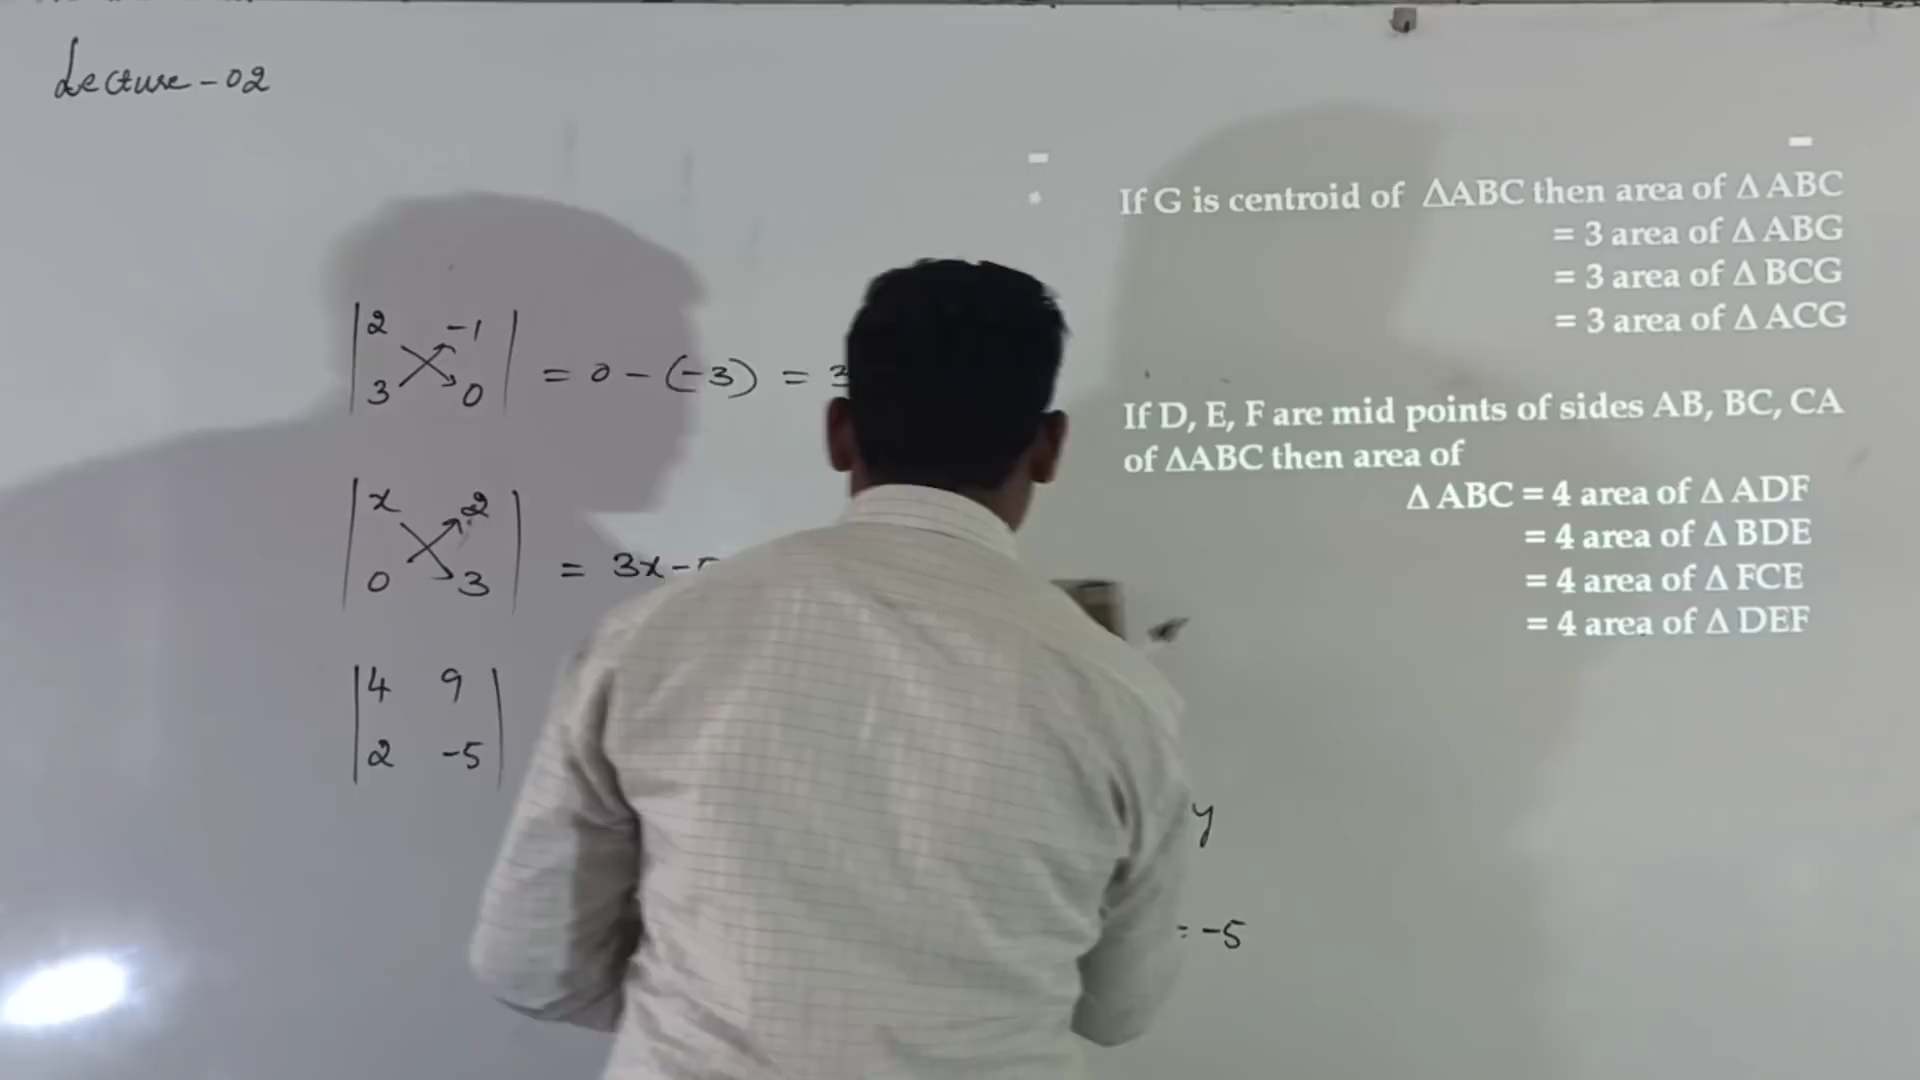 Lecture-02
If G is centroid of ΔABC then area of Δ ABC
= 3 area of Δ ABG
= 3 area of Δ BCG
= 3 area of Δ ACG
If D, E, F are mid points of sides AB, BC, CA
of ΔABC then area of
Δ ABC = 4 area of Δ ADF
= 4 area of Δ BDE
= 4 area of Δ FCE
= 4 area of Δ DEF
|2 -1|
|3 0| = 0 - (-3) = 3
|x 2|
|0 3| = 3x -
|4 9|
|2 -5|
y
= -5